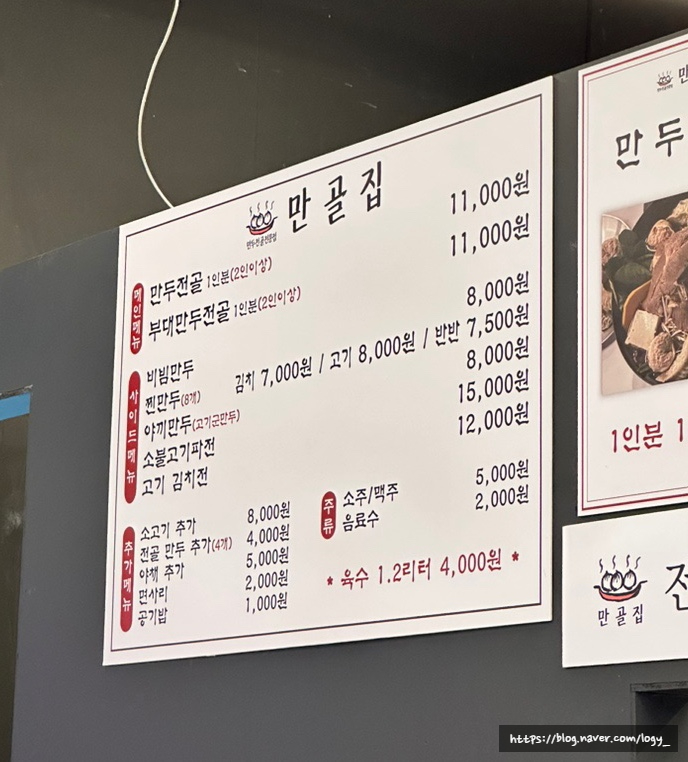 만두전골전문점
만골집
메인메뉴
만두전골 1인분(2인이상) 11,000원
부대만두전골 1인분(2인이상) 11,000원
사이드메뉴
비빔만두 8,000원
찐만두(8개) 김치 7,000원 / 고기 8,000원 / 반반 7,500원
야끼만두(고기군만두) 8,000원
소불고기파전 15,000원
고기 김치전 12,000원
추가메뉴
소고기 추가 8,000원
전골 만두 추가(4개) 4,000원
야채 추가 5,000원
면사리 2,000원
공기밥 1,000원
주류
소주/맥주 5,000원
음료수 2,000원
* 육수 1.2리터 4,000원 *
만두
1인분 1
만골집
전
https://blog.naver.com/logy_